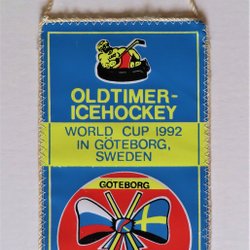 OLDTIMER-
ICEHOCKEY
WORLD CUP 1992
IN GÖTEBORG,
SWEDEN
GÖTEBORG